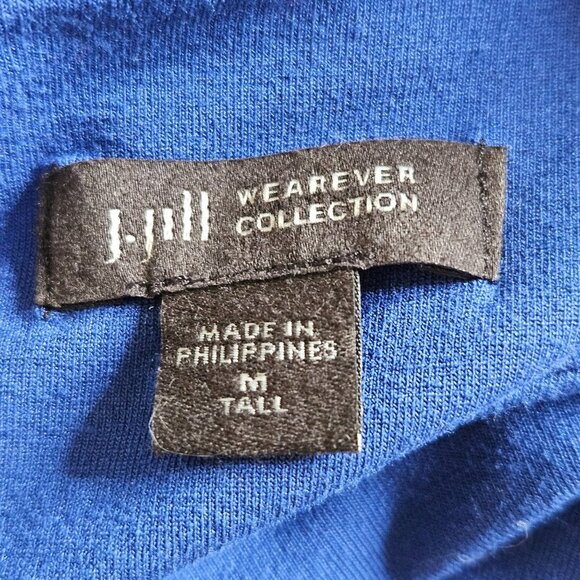 J.Jill WEAREVER
COLLECTION
MADE IN
PHILIPPINES
M
TALL